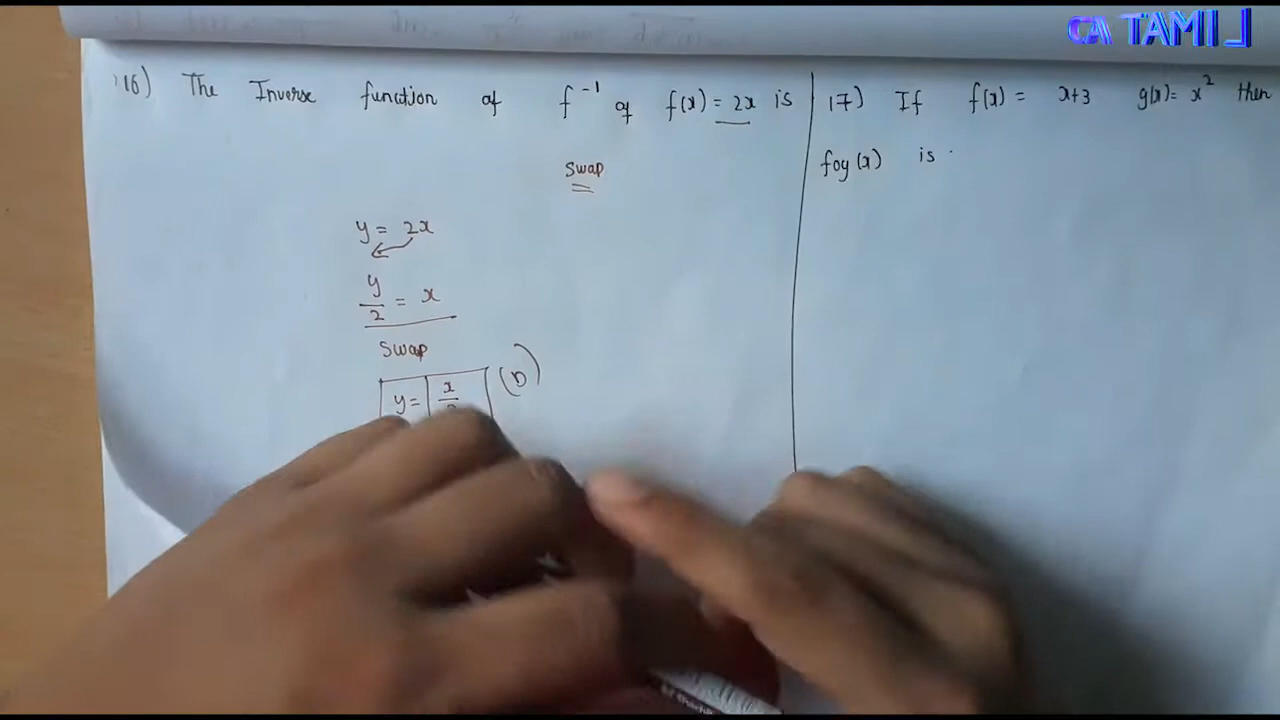 16) The Inverse function of f⁻¹ of f(x) = 2x is
Swap
y = 2x
y/2 = x
Swap
y = x/2
(D)
17) If f(x) = x+3 g(x) = x² then
fog(x) is
CA TAMIL